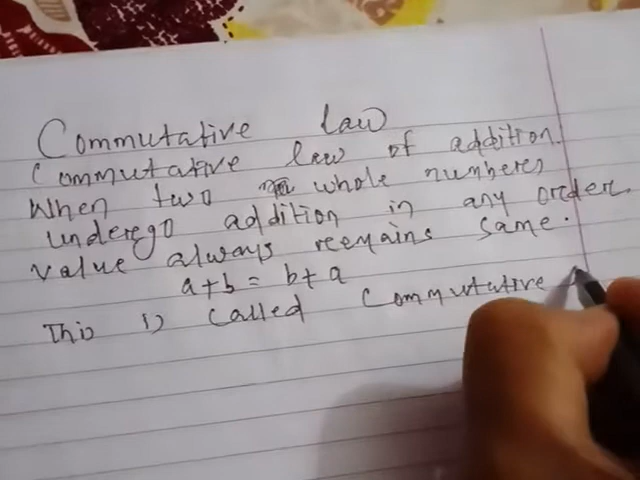 Commutative law
Commutative law of addition.
When two whole numbers
undergo addition in any order.
value always remains same.
a+b = b+a
This is called Commutative